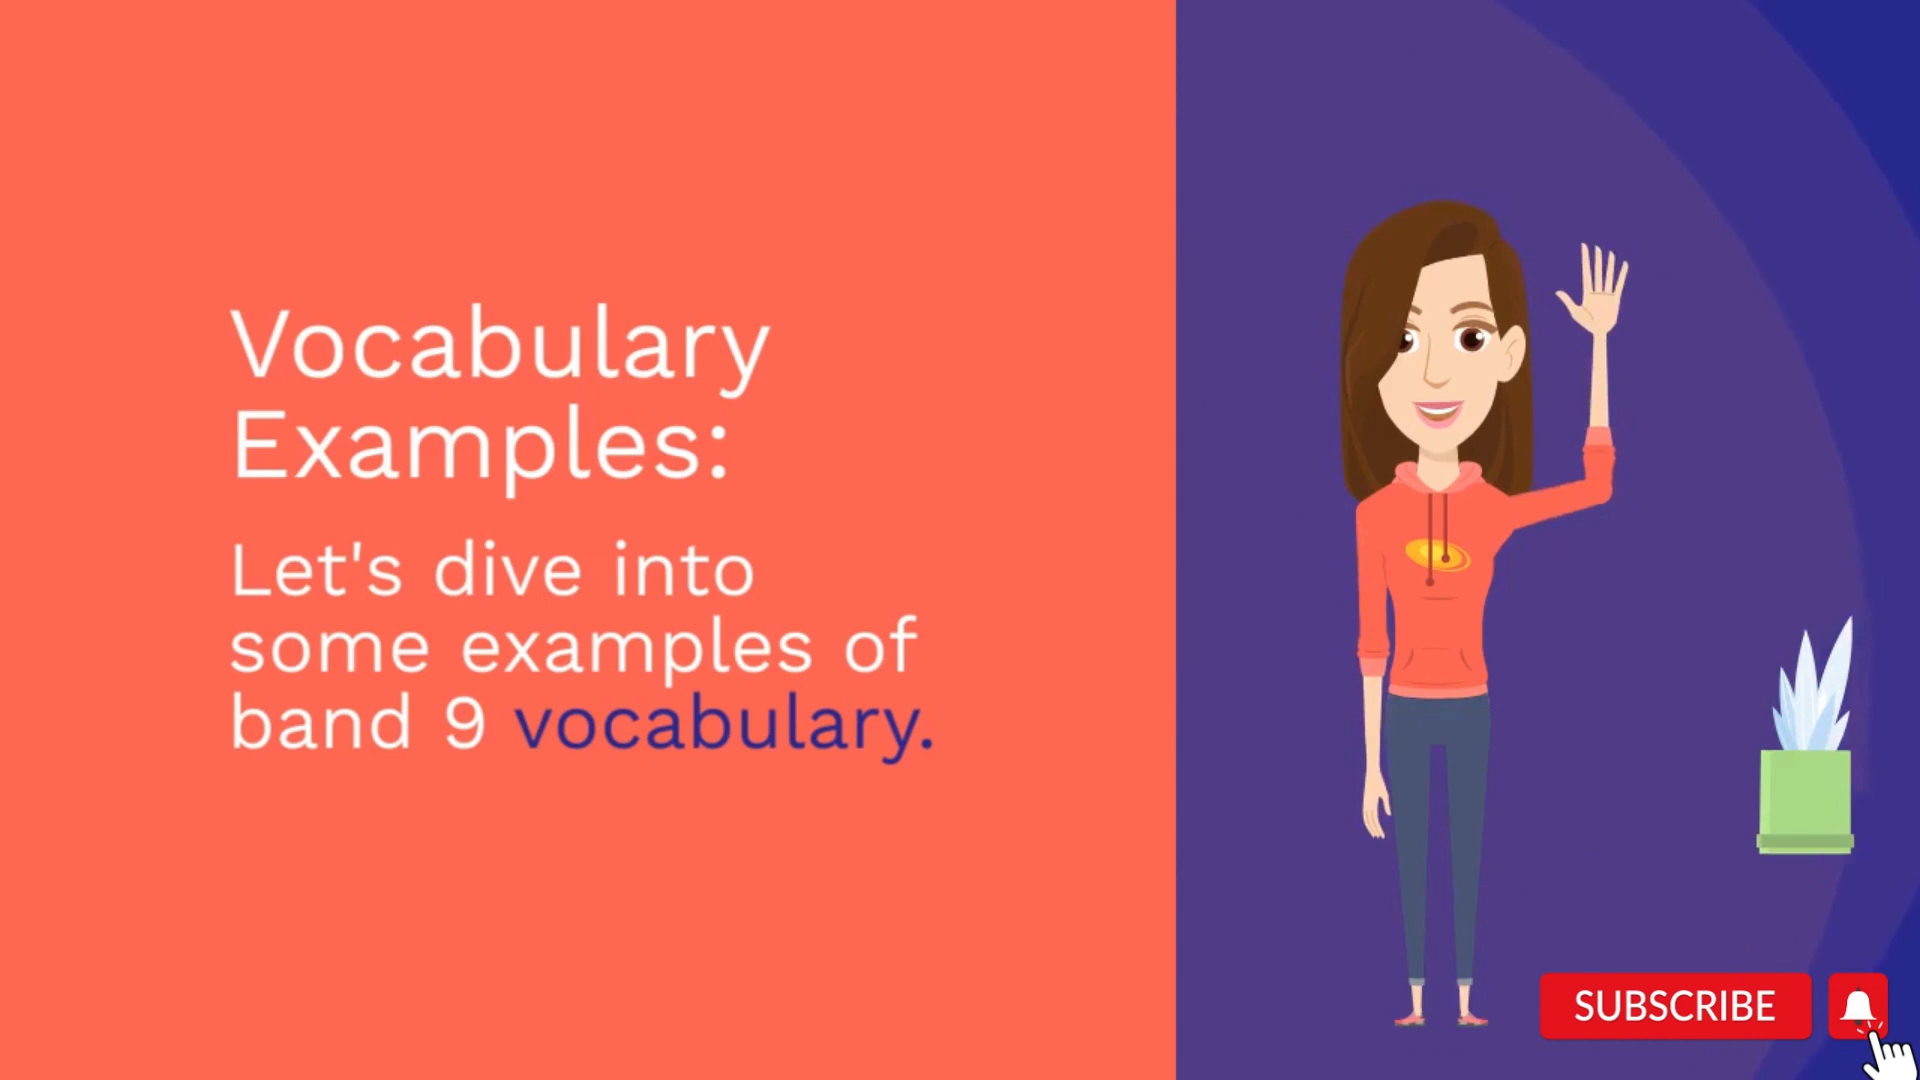 Vocabulary
Examples:
Let's dive into
some examples of
band 9 vocabulary.
SUBSCRIBE